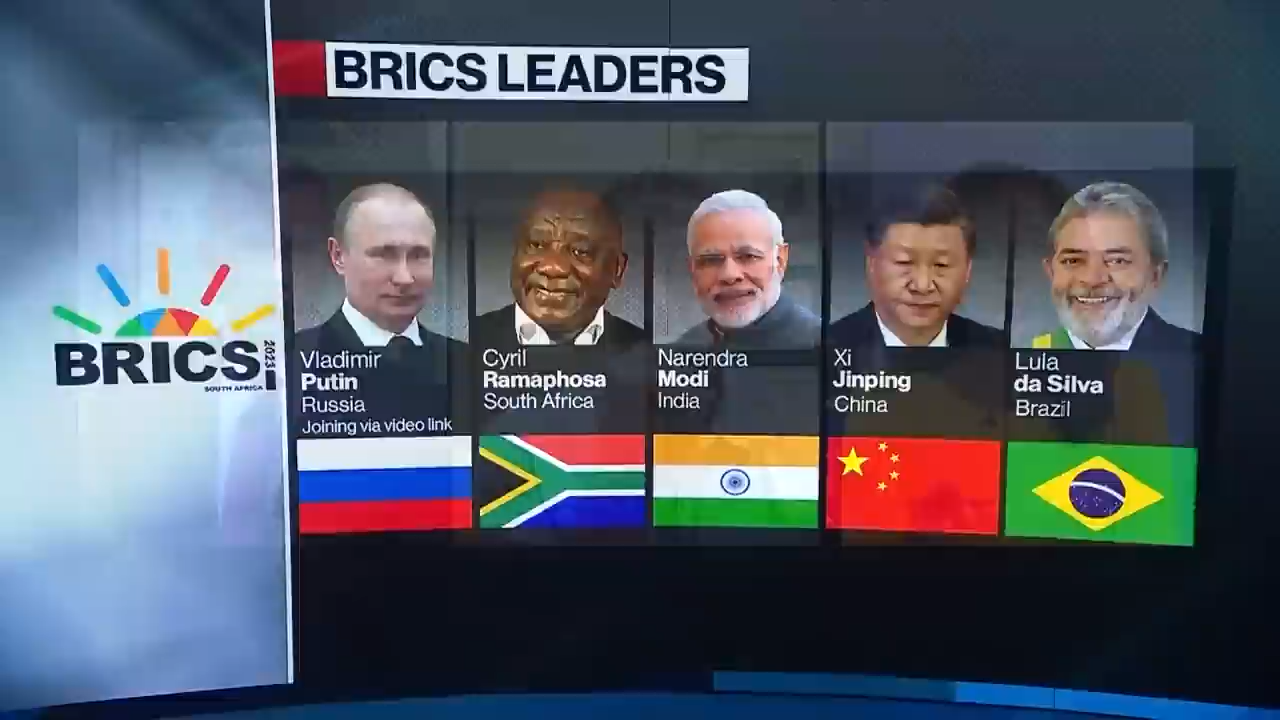 BRICS LEADERS
BRICS
2023
SOUTH AFRICA
Vladimir
Putin
Russia
Joining via video link
Cyril
Ramaphosa
South Africa
Narendra
Modi
India
Xi
Jinping
China
Lula
da Silva
Brazil